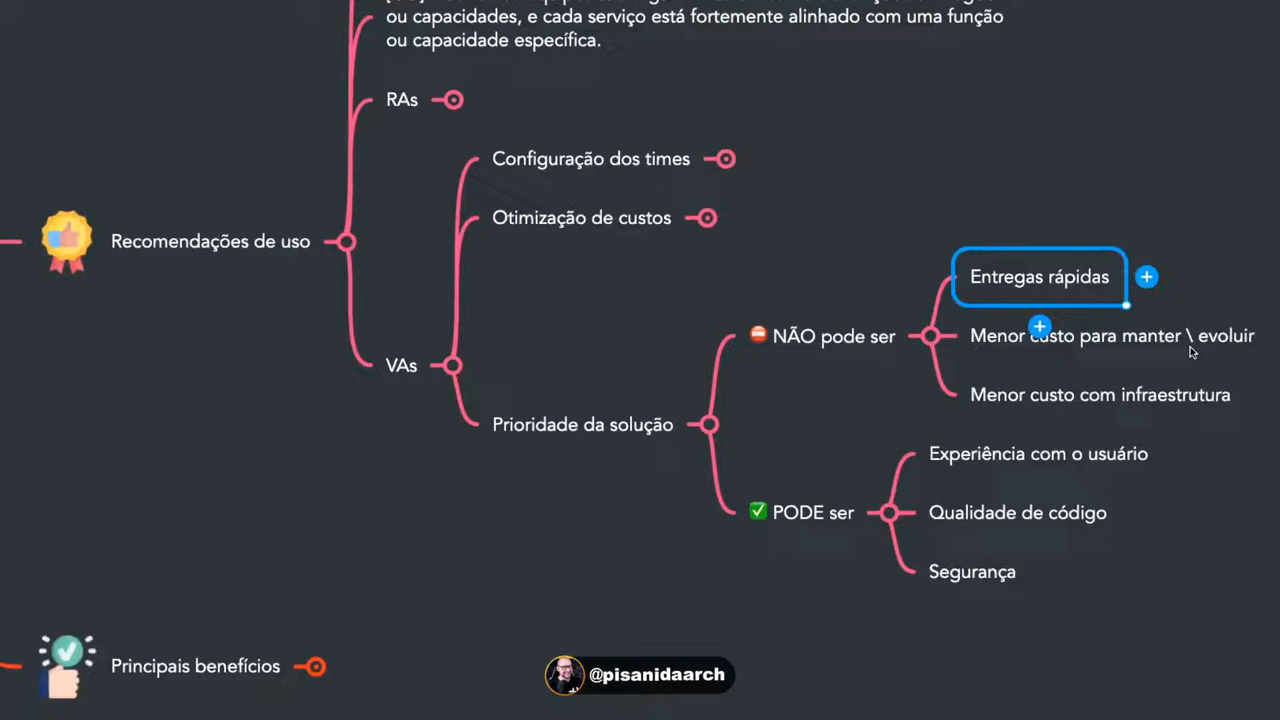 ou capacidades, e cada serviço está fortemente alinhado com uma função
ou capacidade específica.
RAs
Configuração dos times
Otimização de custos
Recomendações de uso
Entregas rápidas
NÃO pode ser
Menor custo para manter \ evoluir
VAs
Menor custo com infraestrutura
Prioridade da solução
Experiência com o usuário
PODE ser
Qualidade de código
Segurança
Principais benefícios
@pisanidaarch